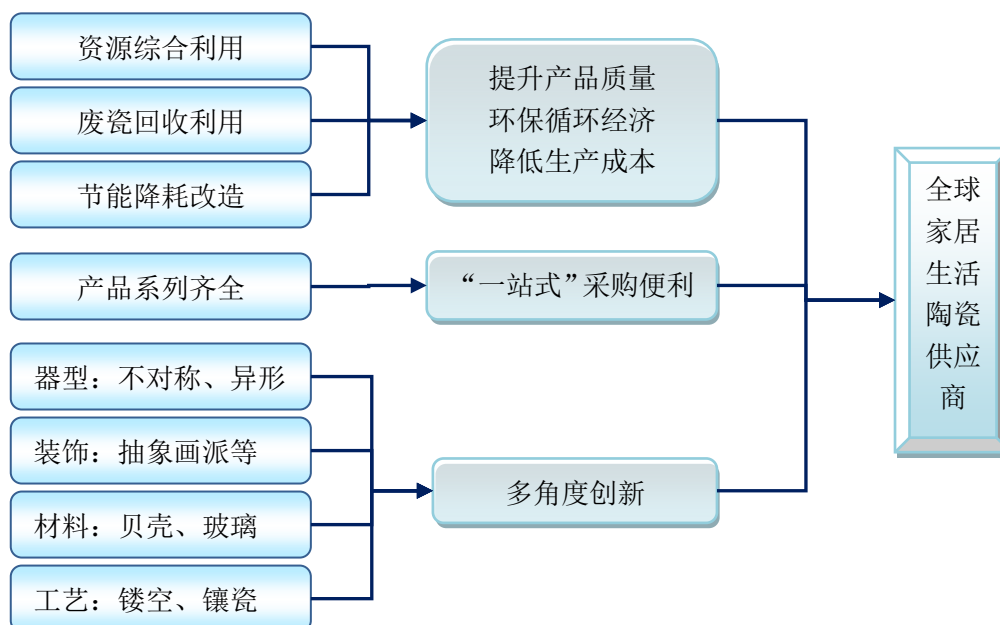 资源综合利用
废瓷回收利用
节能降耗改造
提升产品质量
环保循环经济
降低生产成本
产品系列齐全
“一站式”采购便利
器型：不对称、异形
装饰：抽象画派等
材料：贝壳、玻璃
工艺：镂空、镶瓷
多角度创新
全球
家居
生活
陶瓷
供应
商